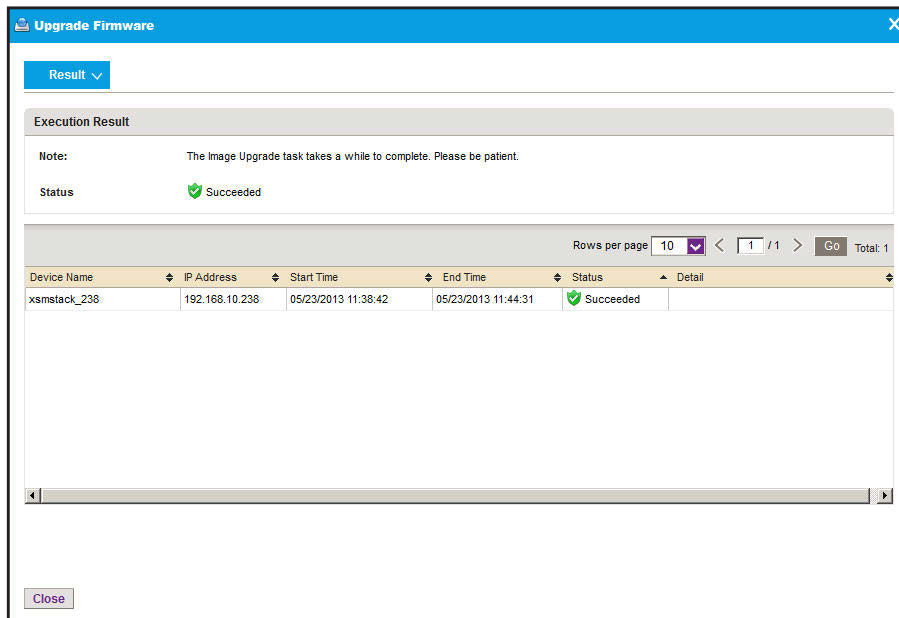 Upgrade Firmware
Result
Execution Result
Note: The Image Upgrade task takes a while to complete. Please be patient.
Status Succeeded
Rows per page 10 1 / 1 Go Total: 1
Device Name IP Address Start Time End Time Status Detail
xsmstack_238 192.168.10.238 05/23/2013 11:38:42 05/23/2013 11:44:31 Succeeded
Close